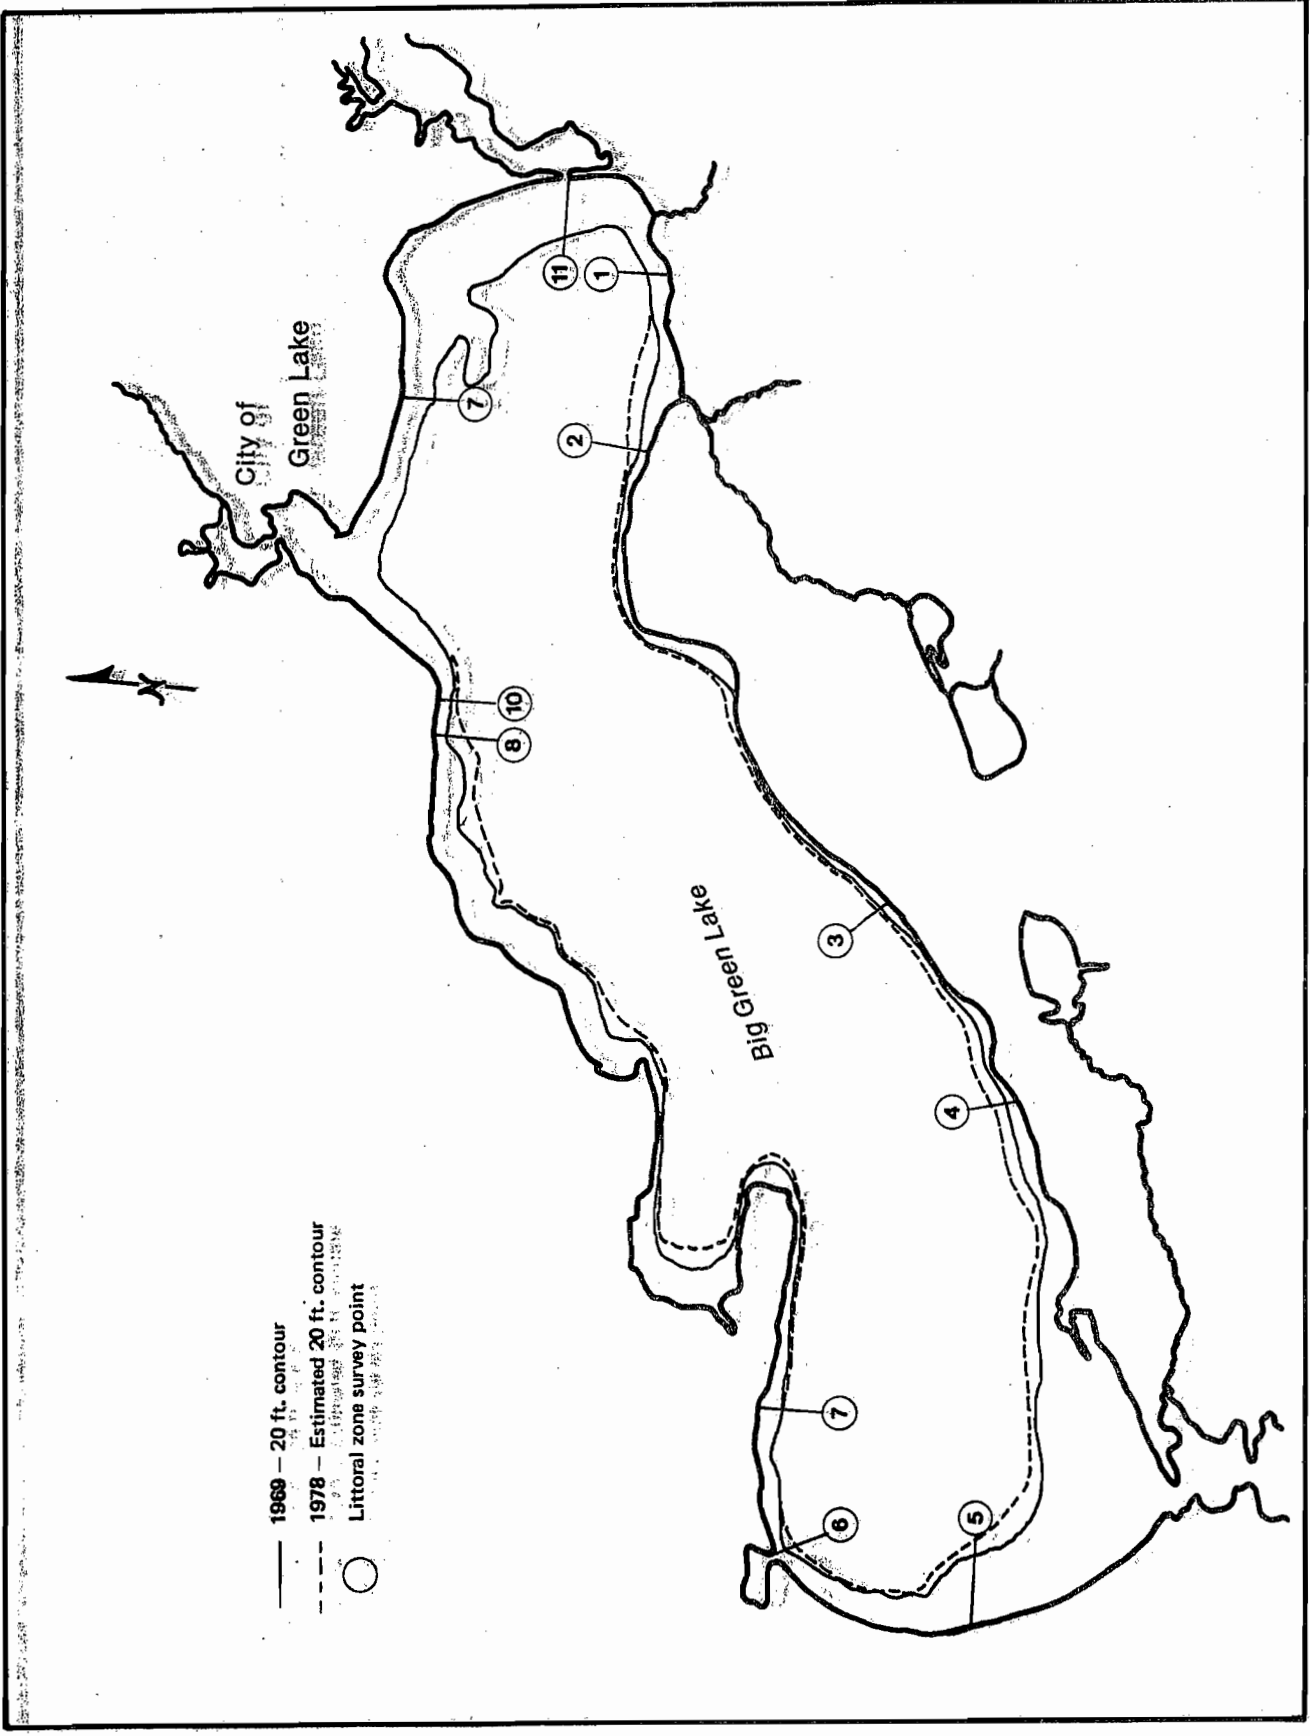 City of
Green Lake
N
11
1
7
2
10
8
Big Green Lake
3
4
7
6
5
1969 – 20 ft. contour
1978 – Estimated 20 ft. contour
Littoral zone survey point